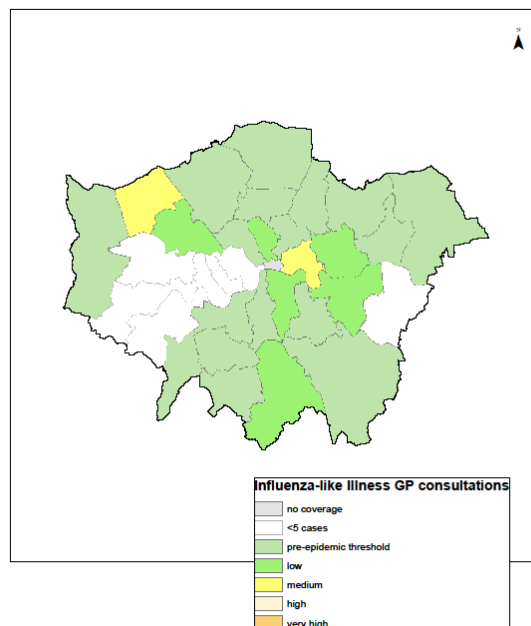 Influenza-like Illness GP consultations
no coverage
<5 cases
pre-epidemic threshold
low
medium
high
very high